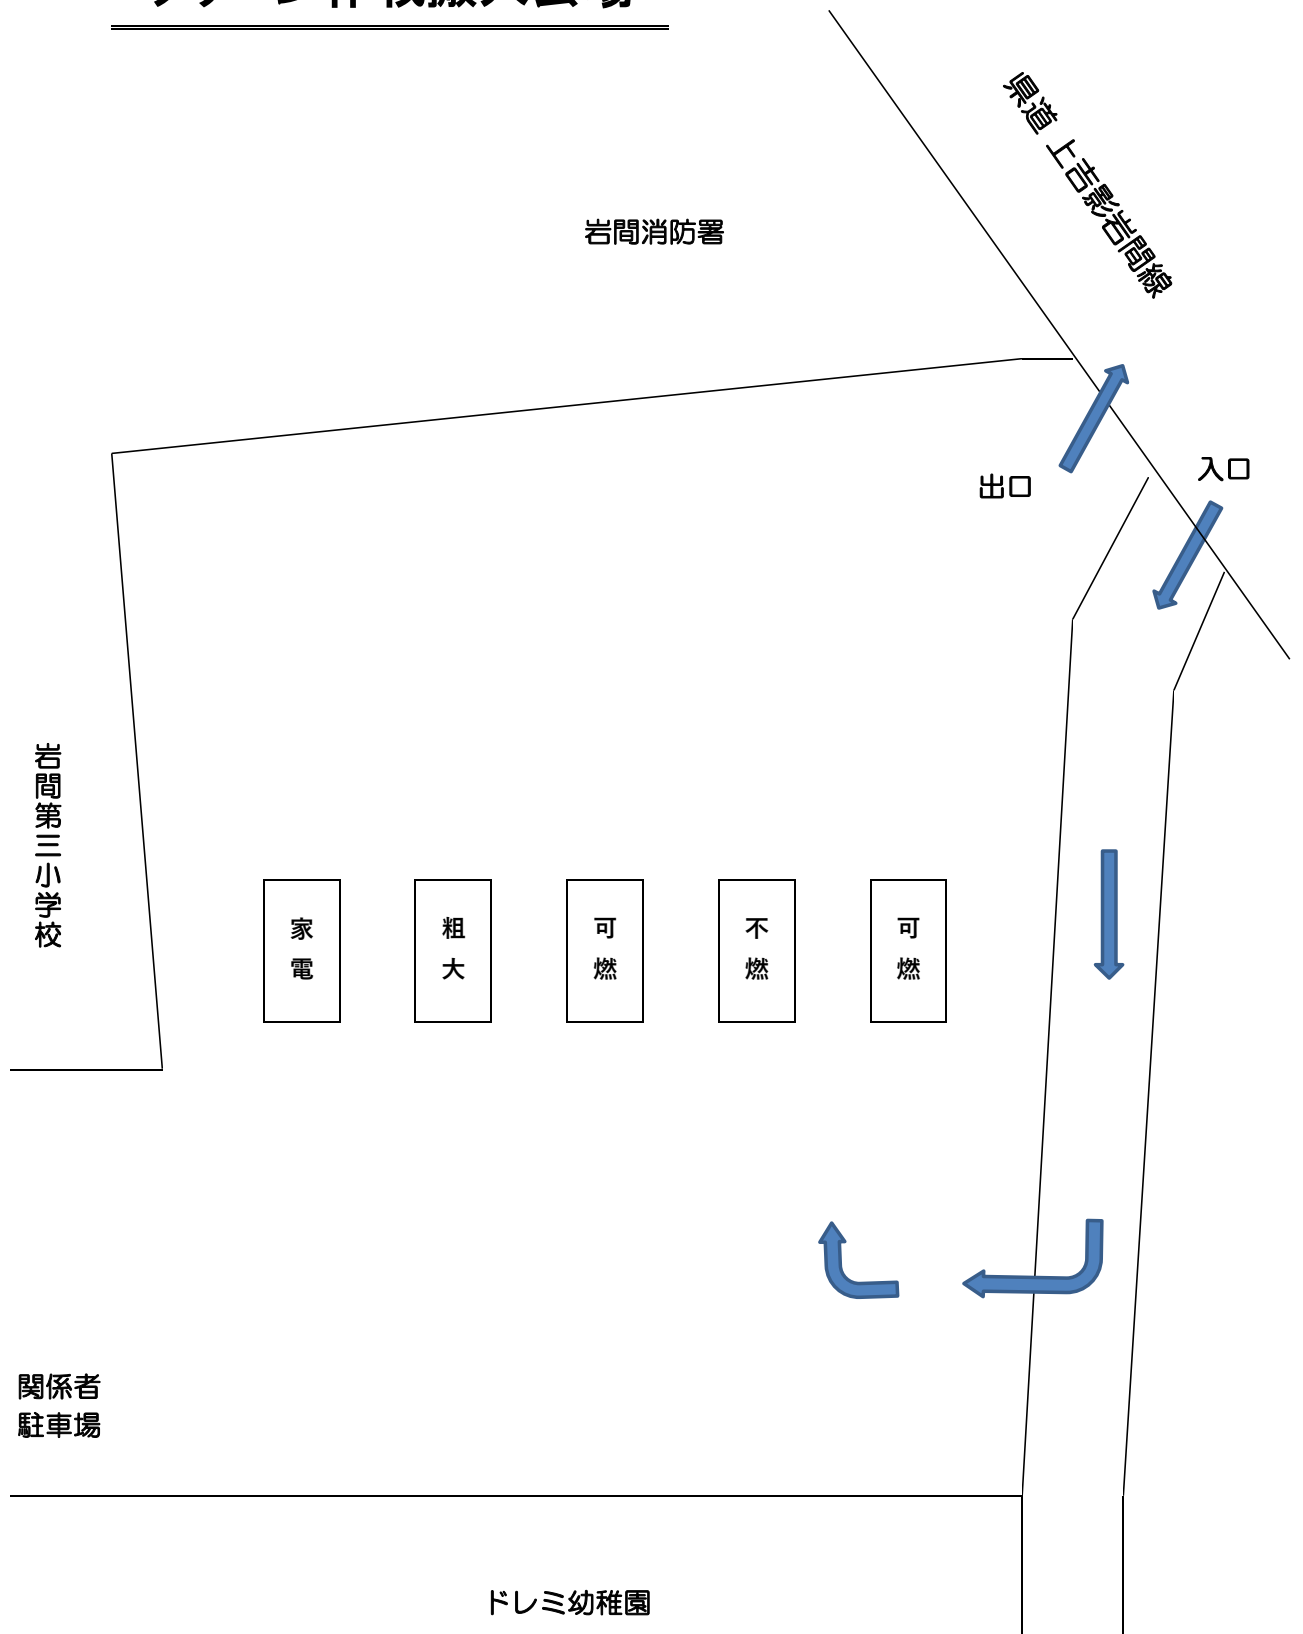 県道 上吉影岩間線
岩間消防署
入口
出口
岩間第三小学校
家電
粗大
可燃
不燃
可燃
関係者
駐車場
ドレミ幼稚園